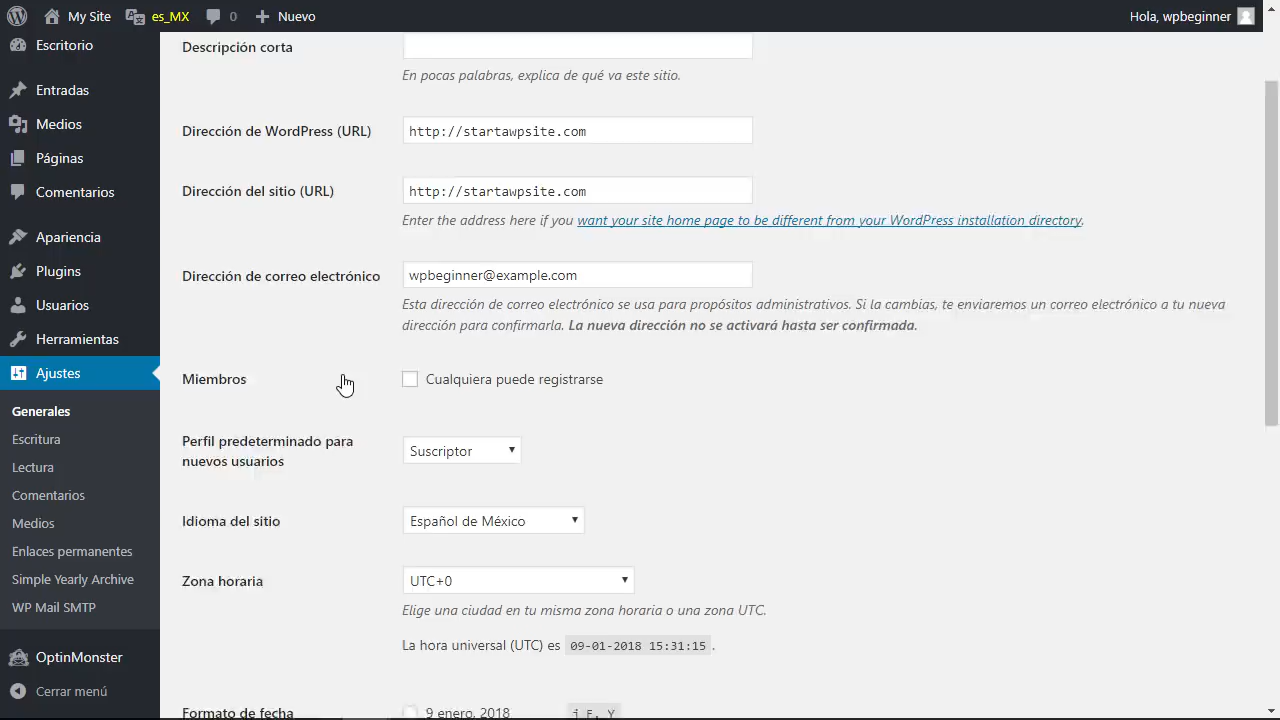 My Site es_MX 0 Nuevo Hola, wpbeginner
Escritorio
Entradas
Medios
Páginas
Comentarios
Apariencia
Plugins
Usuarios
Herramientas
Ajustes
Generales
Escritura
Lectura
Comentarios
Medios
Enlaces permanentes
Simple Yearly Archive
WP Mail SMTP
OptinMonster
Cerrar menú
Descripción corta
En pocas palabras, explica de qué va este sitio.
Dirección de WordPress (URL) http://startawpsite.com
Dirección del sitio (URL) http://startawpsite.com
Enter the address here if you want your site home page to be different from your WordPress installation directory.
Dirección de correo electrónico wpbeginner@example.com
Esta dirección de correo electrónico se usa para propósitos administrativos. Si la cambias, te enviaremos un correo electrónico a tu nueva
dirección para confirmarla. La nueva dirección no se activará hasta ser confirmada.
Miembros Cualquiera puede registrarse
Perfil predeterminado para
nuevos usuarios
Suscriptor
Idioma del sitio Español de México
Zona horaria UTC+0
Elige una ciudad en tu misma zona horaria o una zona UTC.
La hora universal (UTC) es 09-01-2018 15:31:15 .
Formato de fecha 9 enero, 2018 j F, Y